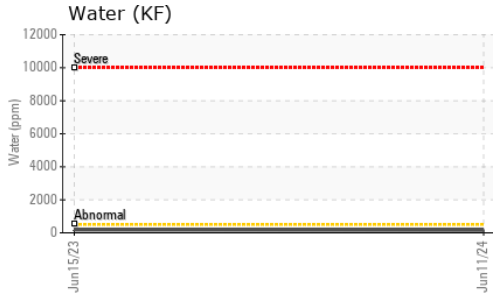 Water (KF)
12000
Severe
10000
8000
6000
4000
2000
Abnormal
0
Water (ppm)
Jun15/23
Jun11/24